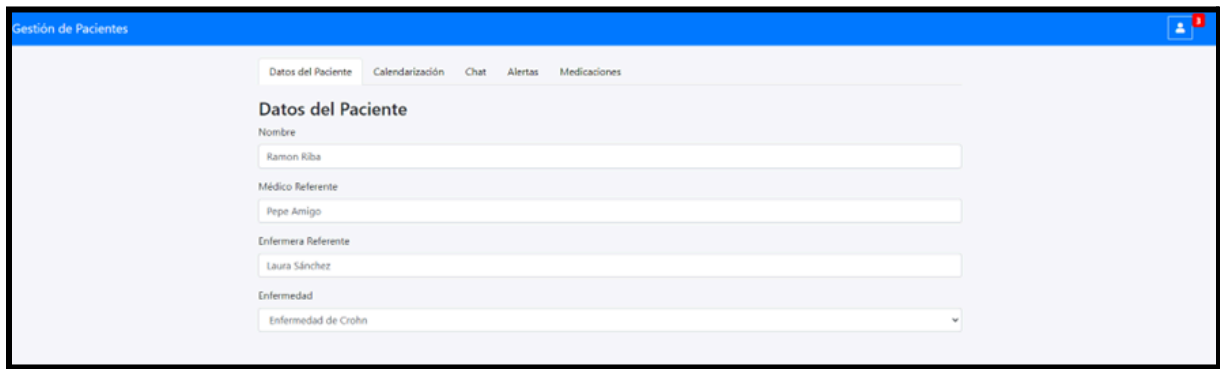 Gestión de Pacientes
3
Datos del Paciente Calendarización Chat Alertas Medicaciones
Datos del Paciente
Nombre
Ramon Riba
Médico Referente
Pepe Amigo
Enfermera Referente
Laura Sánchez
Enfermedad
Enfermedad de Crohn